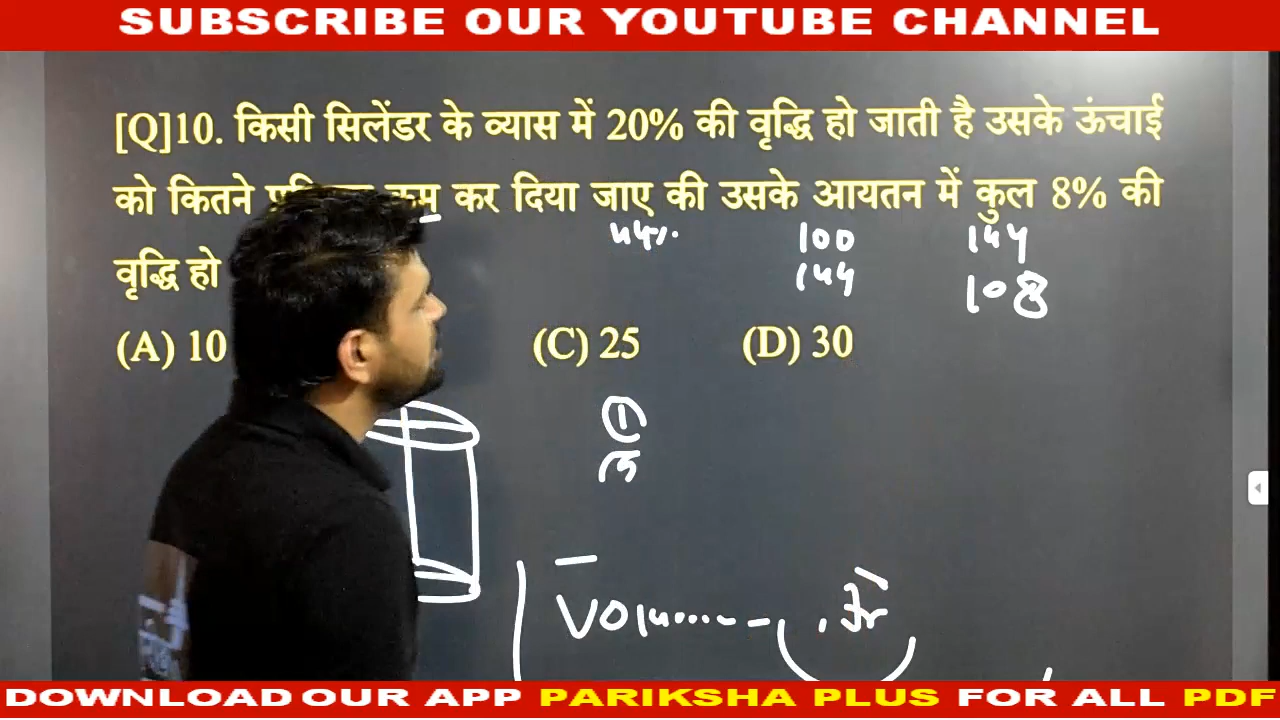 SUBSCRIBE OUR YOUTUBE CHANNEL
[Q]10. किसी सिलेंडर के व्यास में 20% की वृद्धि हो जाती है उसके ऊंचाई
को कितने कम कर दिया जाए की उसके आयतन में कुल 8% की
44%. 100 144
वृद्धि हो
144 108
(A) 10 (C) 25 (D) 30
DOWNLOAD OUR APP PARIKSHA PLUS FOR ALL PDF